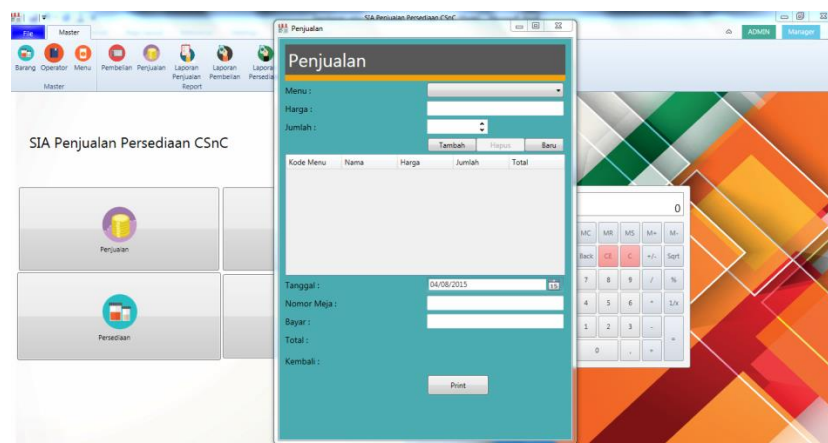 SIA Penjualan Persediaan CSnC
Penjualan
File
Master
ADMIN
Manager
Barang
Operator
Menu
Pembelian
Penjualan
Laporan Penjualan
Laporan Pembelian
Laporan
Master
Report
SIA Penjualan Persediaan CSnC
Penjualan
Persediaan
Penjualan
Menu :
Harga :
Jumlah :
Tambah Hapus Baru
Kode Menu Nama Harga Jumlah Total
Tanggal : 04/08/2015 15
Nomor Meja :
Bayar :
Total :
Kembali :
Print
0
MC MR MS M+ M-
Back CE C +/- Sqrt
7 8 9 / %
4 5 6 * 1/x
1 2 3 -
0 , + =